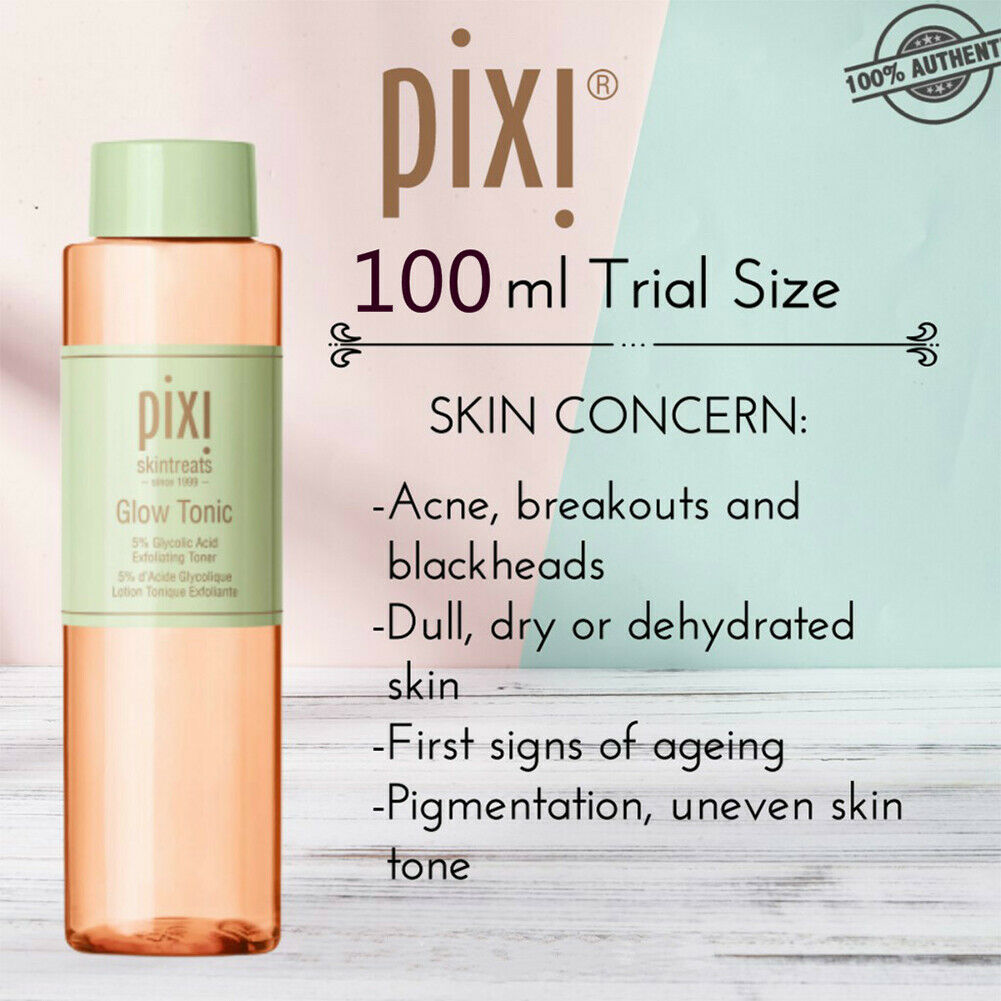 pixi®
100% AUTHENT
100 ml Trial Size
SKIN CONCERN:
-Acne, breakouts and
blackheads
-Dull, dry or dehydrated
skin
-First signs of ageing
-Pigmentation, uneven skin
tone
pixi
skintreats
– since 1999 –
Glow Tonic
5% Glycolic Acid
Exfoliating Toner
5% d'Acide Glycolique
Lotion Tonique Exfoliante